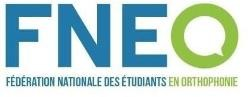 FNEO
FÉDÉRATION NATIONALE DES ÉTUDIANTS EN ORTHOPHONIE